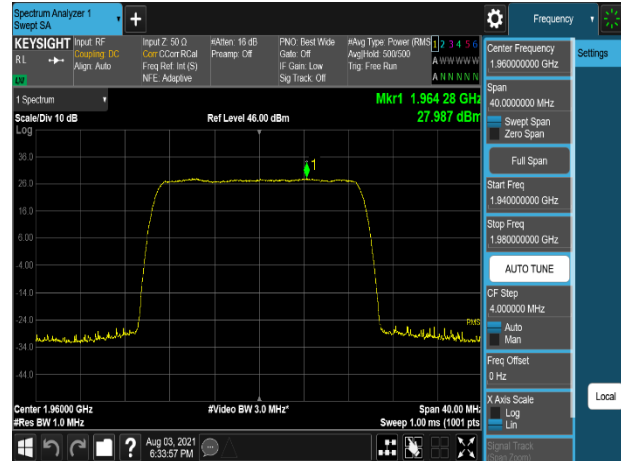 Spectrum Analyzer 1
Swept SA
+
Frequency
KEYSIGHT
RL
LNI
Input: RF
Coupling: DC
Align: Auto
Input Z: 50 Ω
Corr CCorr RCal
Freq Ref: Int (S)
NFE: Adaptive
#Atten: 16 dB
Preamp: Off
PNO: Best Wide
Gate: Off
IF Gain: Low
Sig Track: Off
#Avg Type: Power (RMS
Avg|Hold: 500/500
Trig: Free Run
1 2 3 4 5 6
A W W W W W
A N N N N N
1 Spectrum
Scale/Div 10 dB
Ref Level 46.00 dBm
Mkr1 1.964 28 GHz
27.987 dBm
Log
36.0
26.0
16.0
6.00
-4.00
-14.0
-24.0
-34.0
-44.0
1
RMS
Center 1.96000 GHz
#Video BW 3.0 MHz*
Span 40.00 MHz
#Res BW 1.0 MHz
Sweep 1.00 ms (1001 pts
?
Aug 03, 2021
6:33:57 PM
Center Frequency
1.960000000 GHz
Settings
Span
40.0000000 MHz
Swept Span
Zero Span
Full Span
Start Freq
1.940000000 GHz
Stop Freq
1.980000000 GHz
AUTO TUNE
CF Step
4.000000 MHz
Auto
Man
Freq Offset
0 Hz
X Axis Scale
Log
Lin
Local
Signal Track
(Span Zoom)